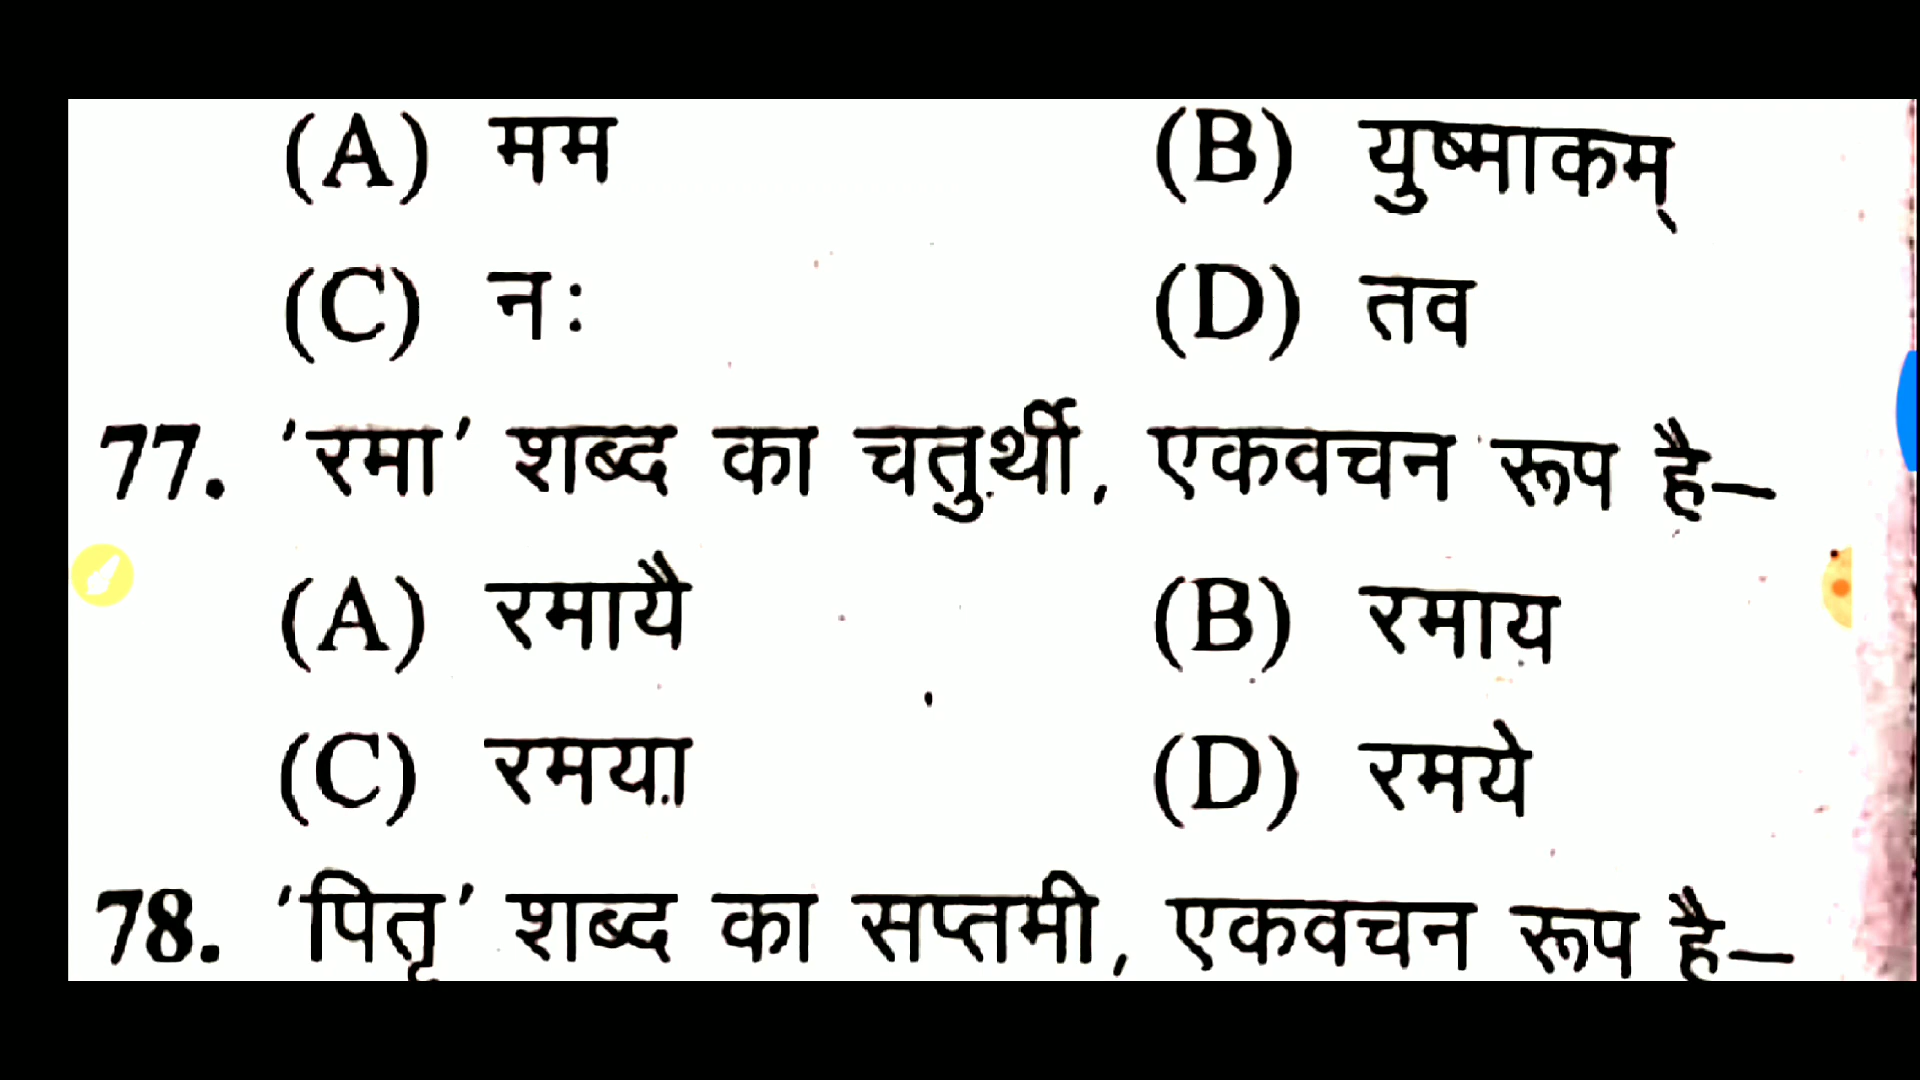 (A) मम (B) युष्माकम्
(C) नः (D) तव
77. 'रमा' शब्द का चतुर्थी, एकवचन रूप है—
(A) रमायै (B) रमाय
(C) रमया (D) रमये
78. 'पितृ' शब्द का सप्तमी, एकवचन रूप है—